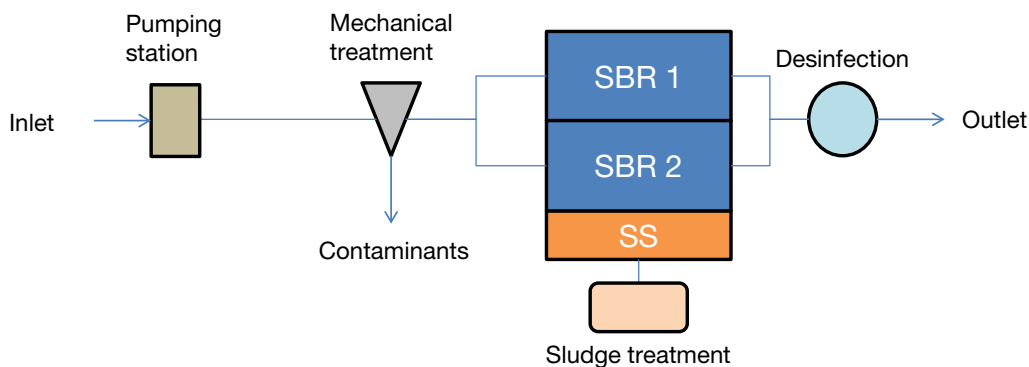 Pumping
station
Mechanical
treatment
Desinfection
SBR 1
Inlet
Outlet
SBR 2
Contaminants
SS
Sludge treatment